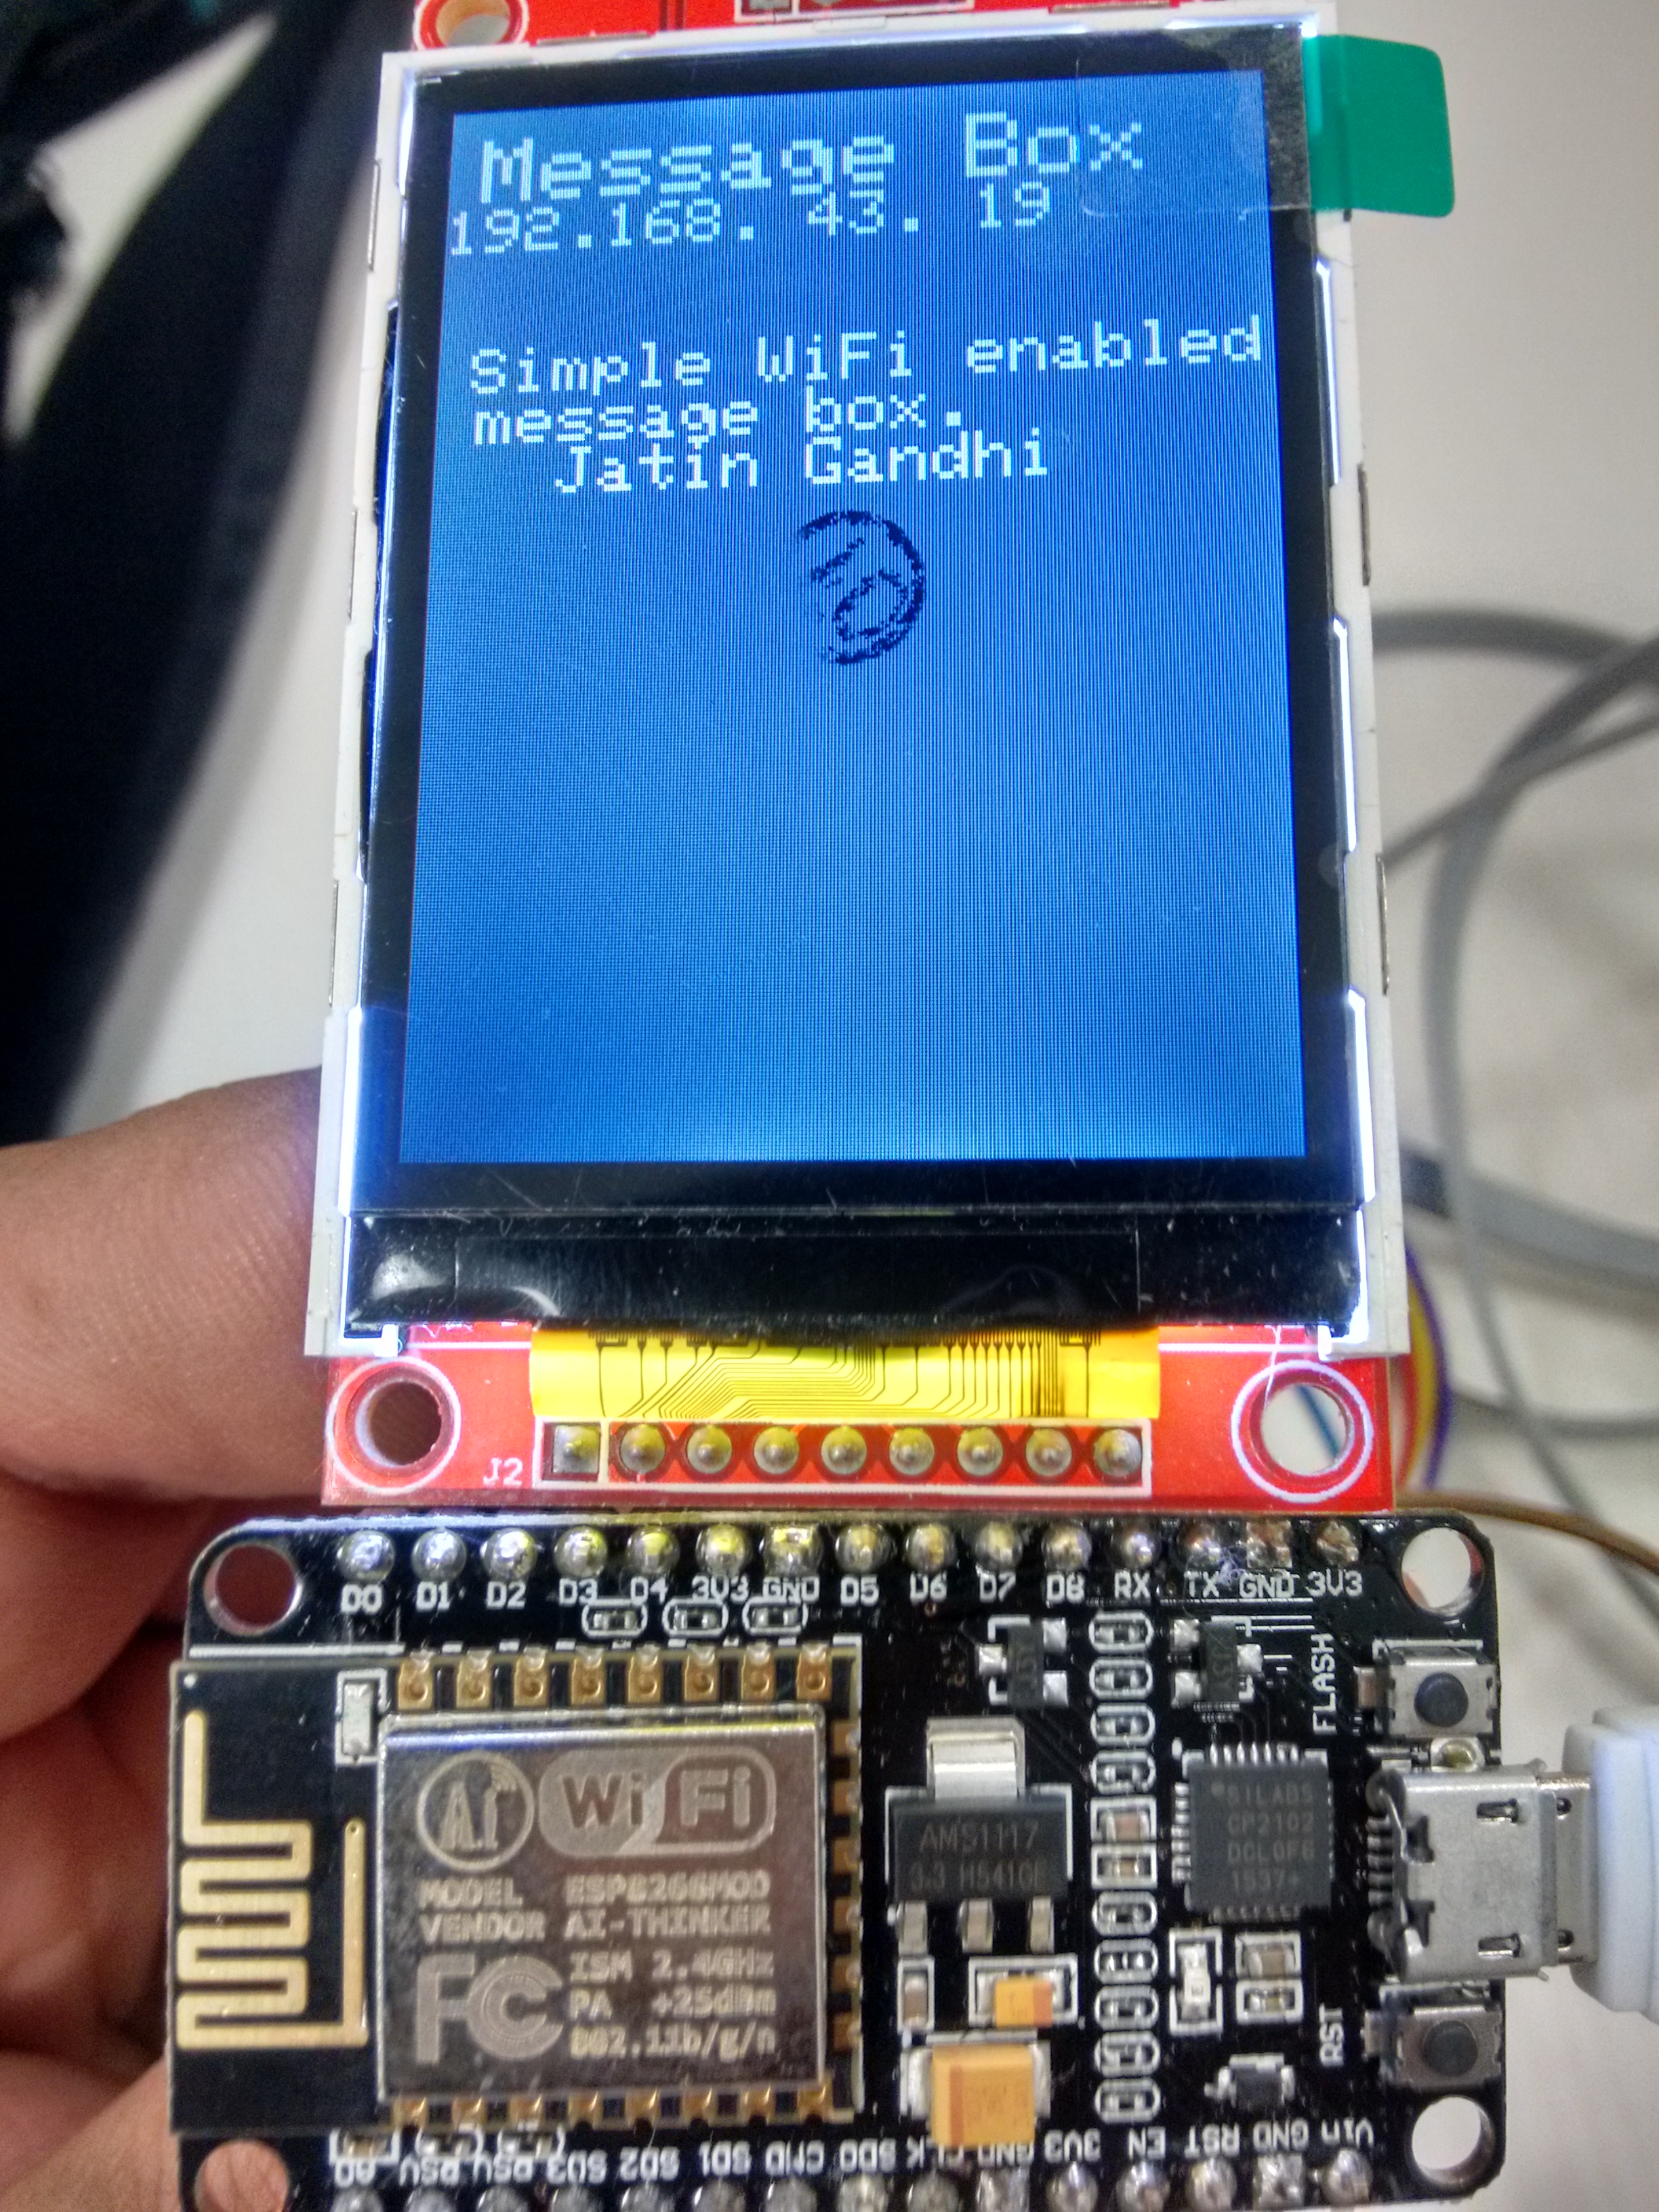 Message Box
192.168. 43. 19
Simple WiFi enabled
message box.
Jatin Gandhi
J2
D0 D1 D2 D3 D4 3V3 GND D5 D6 D7 D8 RX TX GND 3V3
FLASH
Ai WiFi
MODEL ESP8266MOD
VENDOR AI-THINKER
FC
ISM 2.4GHz
PA +25dBm
802.11b/g/n
AMS1117
3.3 H541
SILABS
CP2102
DCL0F6
1537+
RST
A0 RSV RSV SD3 SD2 SD1 CMD SD0 CLK GND 3V3 EN RST GND Vin